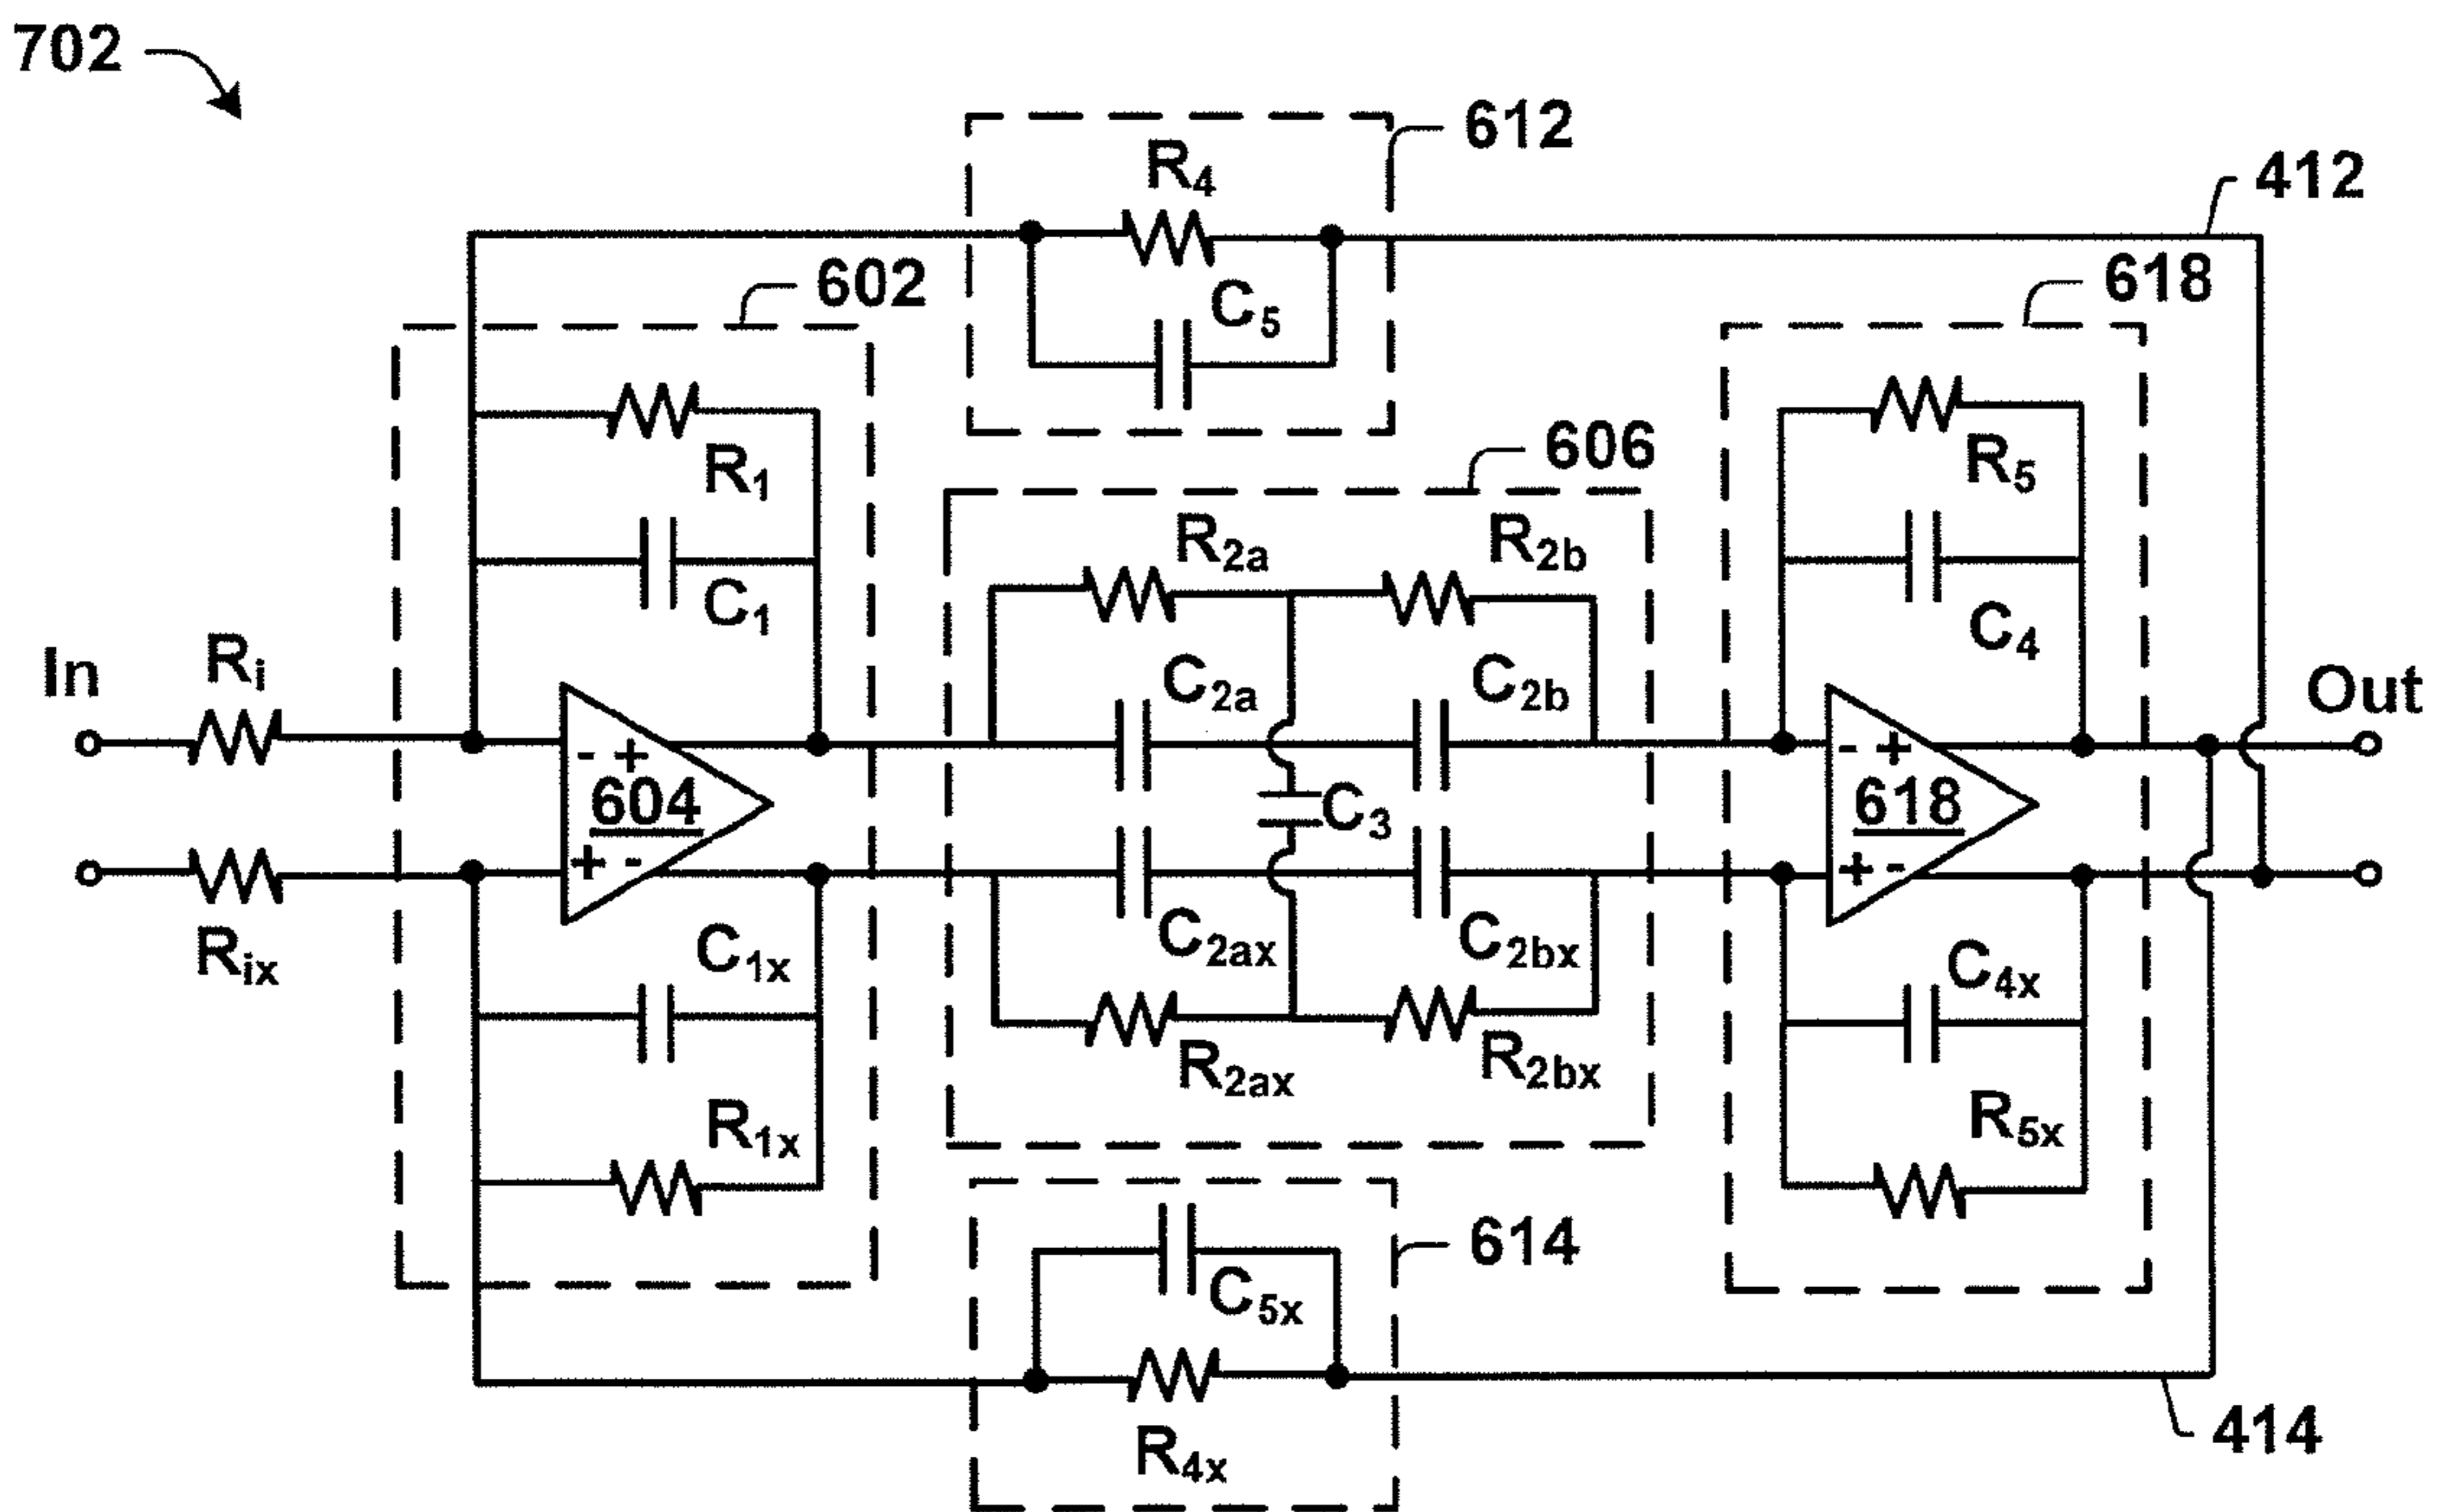 702
612
R4
412
602
618
C5
606
R1
R5
R2a R2b
C1
C4
In Ri
C2a C2b
Out
- +
604
+ -
C3
- +
618
+ -
Rix
C1x
C2ax C2bx
C4x
R2ax R2bx
R1x
R5x
614
C5x
R4x
414